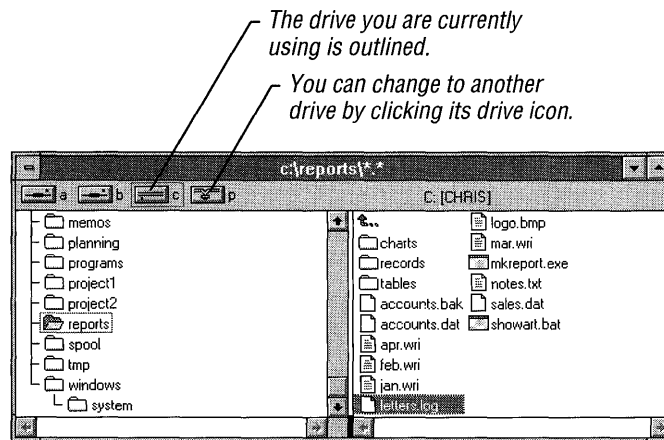 The drive you are currently
using is outlined.
You can change to another
drive by clicking its drive icon.
c:\reports\*.*
a b c p C: [CHRIS]
memos
planning
programs
project1
project2
reports
spool
tmp
windows
system
charts
records
tables
accounts.bak
accounts.dat
apr.wri
feb.wri
jan.wri
letters.log
logo.bmp
mar.wri
mkreport.exe
notes.txt
sales.dat
showart.bat